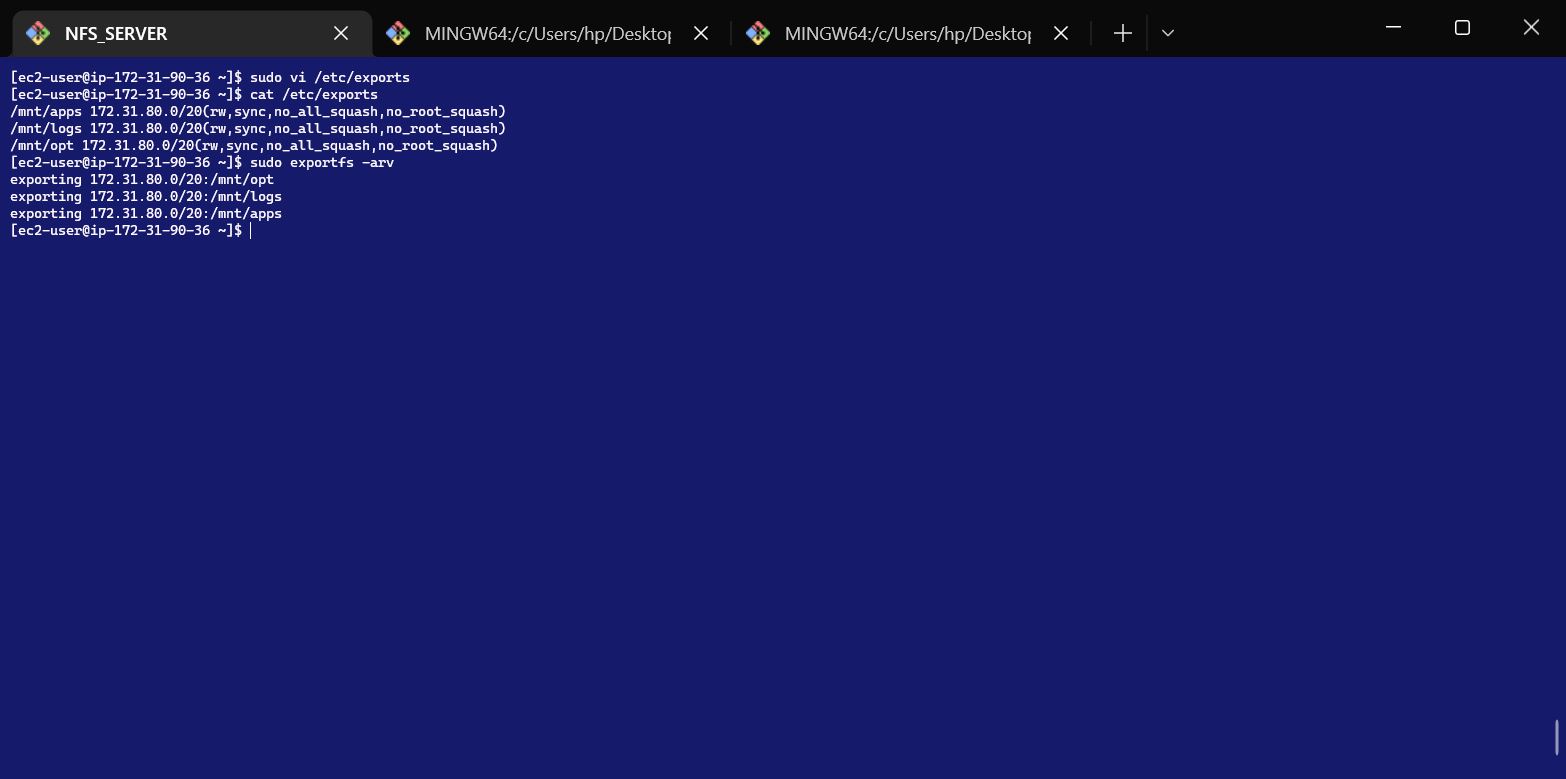 NFS_SERVER
MINGW64:/c/Users/hp/Desktop
MINGW64:/c/Users/hp/Desktop
[ec2-user@ip-172-31-90-36 ~]$ sudo vi /etc/exports
[ec2-user@ip-172-31-90-36 ~]$ cat /etc/exports
/mnt/apps 172.31.80.0/20(rw,sync,no_all_squash,no_root_squash)
/mnt/logs 172.31.80.0/20(rw,sync,no_all_squash,no_root_squash)
/mnt/opt 172.31.80.0/20(rw,sync,no_all_squash,no_root_squash)
[ec2-user@ip-172-31-90-36 ~]$ sudo exportfs -arv
exporting 172.31.80.0/20:/mnt/opt
exporting 172.31.80.0/20:/mnt/logs
exporting 172.31.80.0/20:/mnt/apps
[ec2-user@ip-172-31-90-36 ~]$